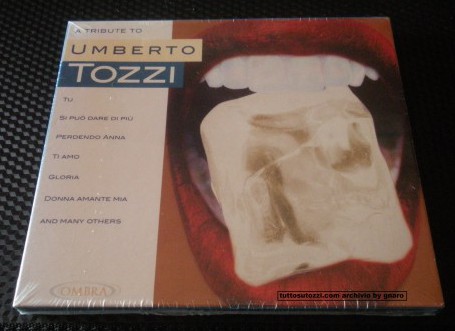 A TRIBUTE TO
UMBERTO
TOZZI
TU
SI PUÒ DARE DI PIÙ
PERDENDO ANNA
TI AMO
GLORIA
DONNA AMANTE MIA
AND MANY OTHERS
OMBRA
tuttosutozzi.com archivio by gnaro